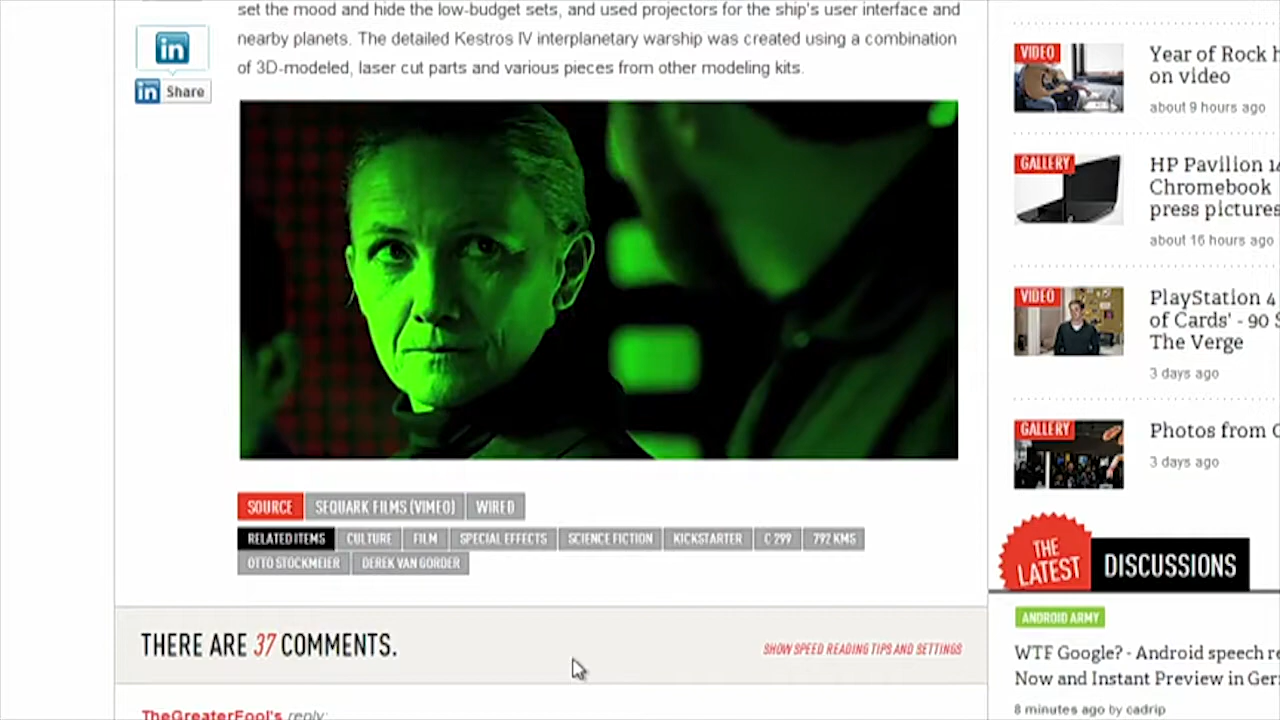 set the mood and hide the low-budget sets, and used projectors for the ship's user interface and
nearby planets. The detailed Kestros IV interplanetary warship was created using a combination
of 3D-modeled, laser cut parts and various pieces from other modeling kits.
in
in Share
SOURCE SEQUARK FILMS (VIMEO) WIRED
RELATED ITEMS CULTURE FILM SPECIAL EFFECTS SCIENCE FICTION KICKSTARTER C 299 792 KMS
OTTO STOCKMEIER DEREK VAN GORDER
THERE ARE 37 COMMENTS.
SHOW SPEED READING TIPS AND SETTINGS
TheGreaterFool's reply:
VIDEO
Year of Rock
on video
about 9 hours ago
GALLERY
HP Pavilion 14
Chromebook
press pictures
about 16 hours ago
VIDEO
PlayStation 4
of Cards' - 90
The Verge
3 days ago
GALLERY
Photos from
3 days ago
THE
LATEST
DISCUSSIONS
ANDROID ARMY
WTF Google? - Android speech
Now and Instant Preview in
8 minutes ago by cadrip